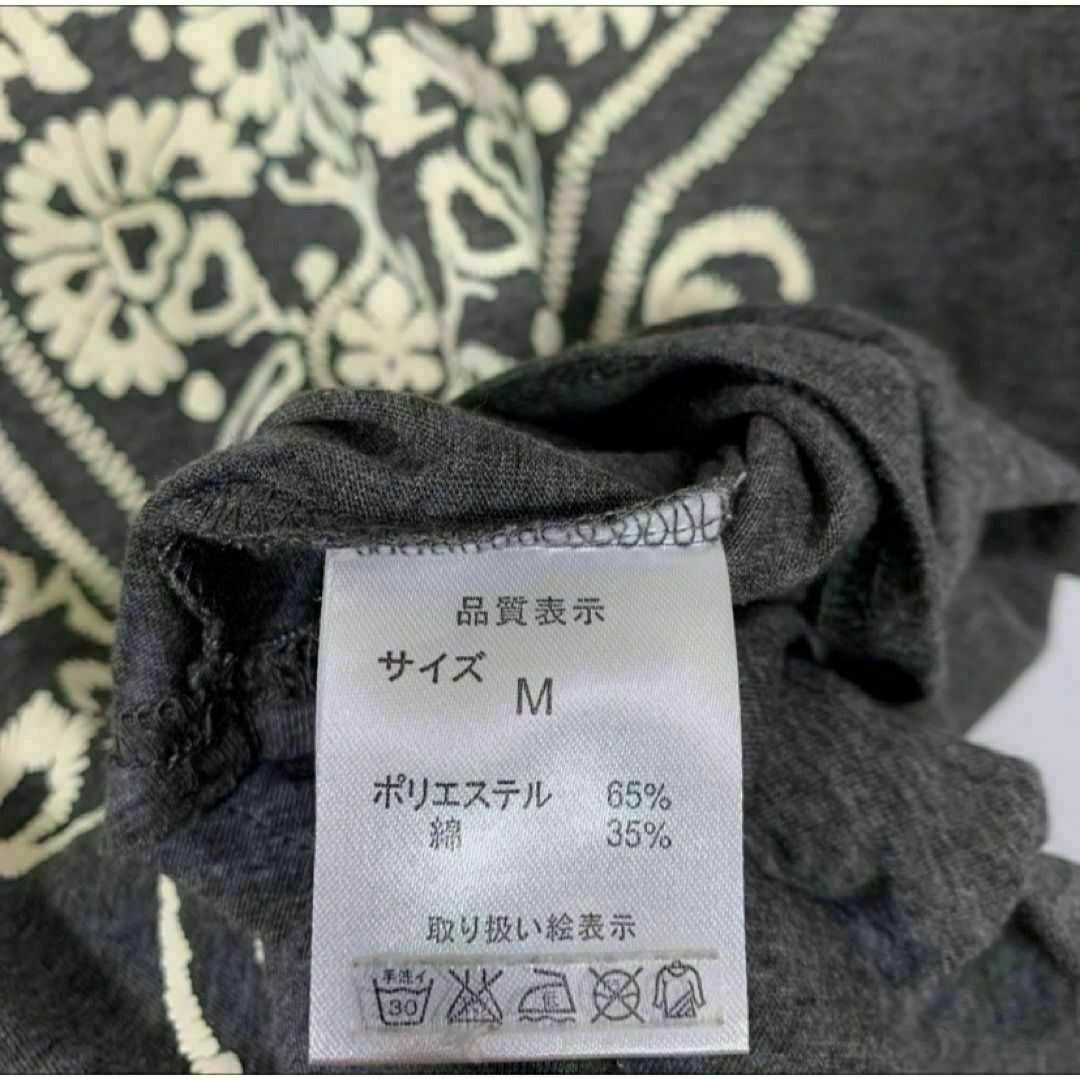 品質表示
サイズ
M
ポリエステル 65%
綿 35%
取り扱い絵表示
手洗イ
30
低